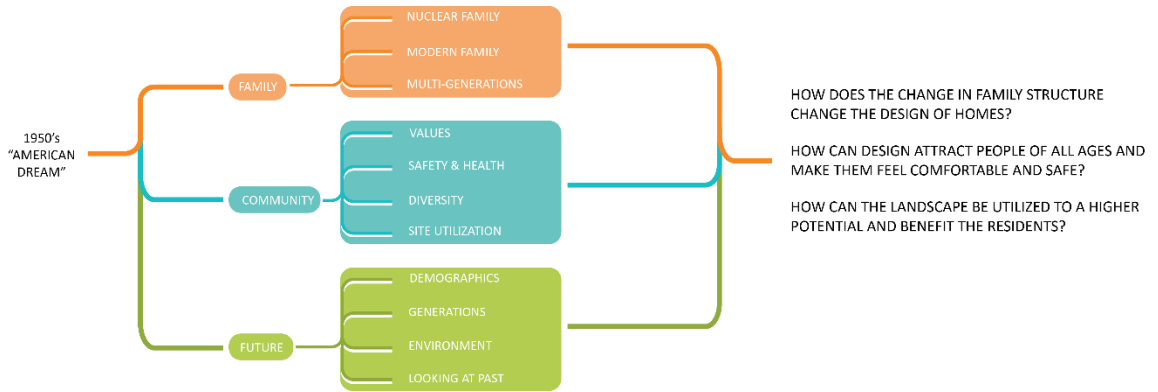 1950's
"AMERICAN
DREAM"
FAMILY
NUCLEAR FAMILY
MODERN FAMILY
MULTI-GENERATIONS
COMMUNITY
VALUES
SAFETY & HEALTH
DIVERSITY
SITE UTILIZATION
FUTURE
DEMOGRAPHICS
GENERATIONS
ENVIRONMENT
LOOKING AT PAST
HOW DOES THE CHANGE IN FAMILY STRUCTURE
CHANGE THE DESIGN OF HOMES?
HOW CAN DESIGN ATTRACT PEOPLE OF ALL AGES AND
MAKE THEM FEEL COMFORTABLE AND SAFE?
HOW CAN THE LANDSCAPE BE UTILIZED TO A HIGHER
POTENTIAL AND BENEFIT THE RESIDENTS?